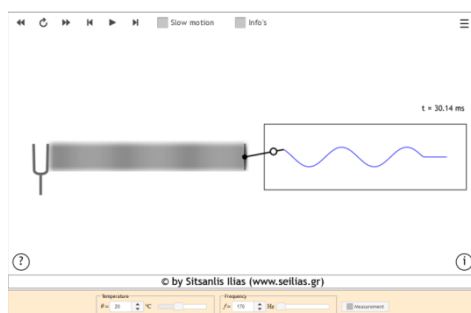 Slow motion Info's
t = 30.14 ms
?
i
© by Sitsanlis Ilias (www.seilias.gr)
Temperature Frequency
θ = 20 °C f = 170 Hz Measurement